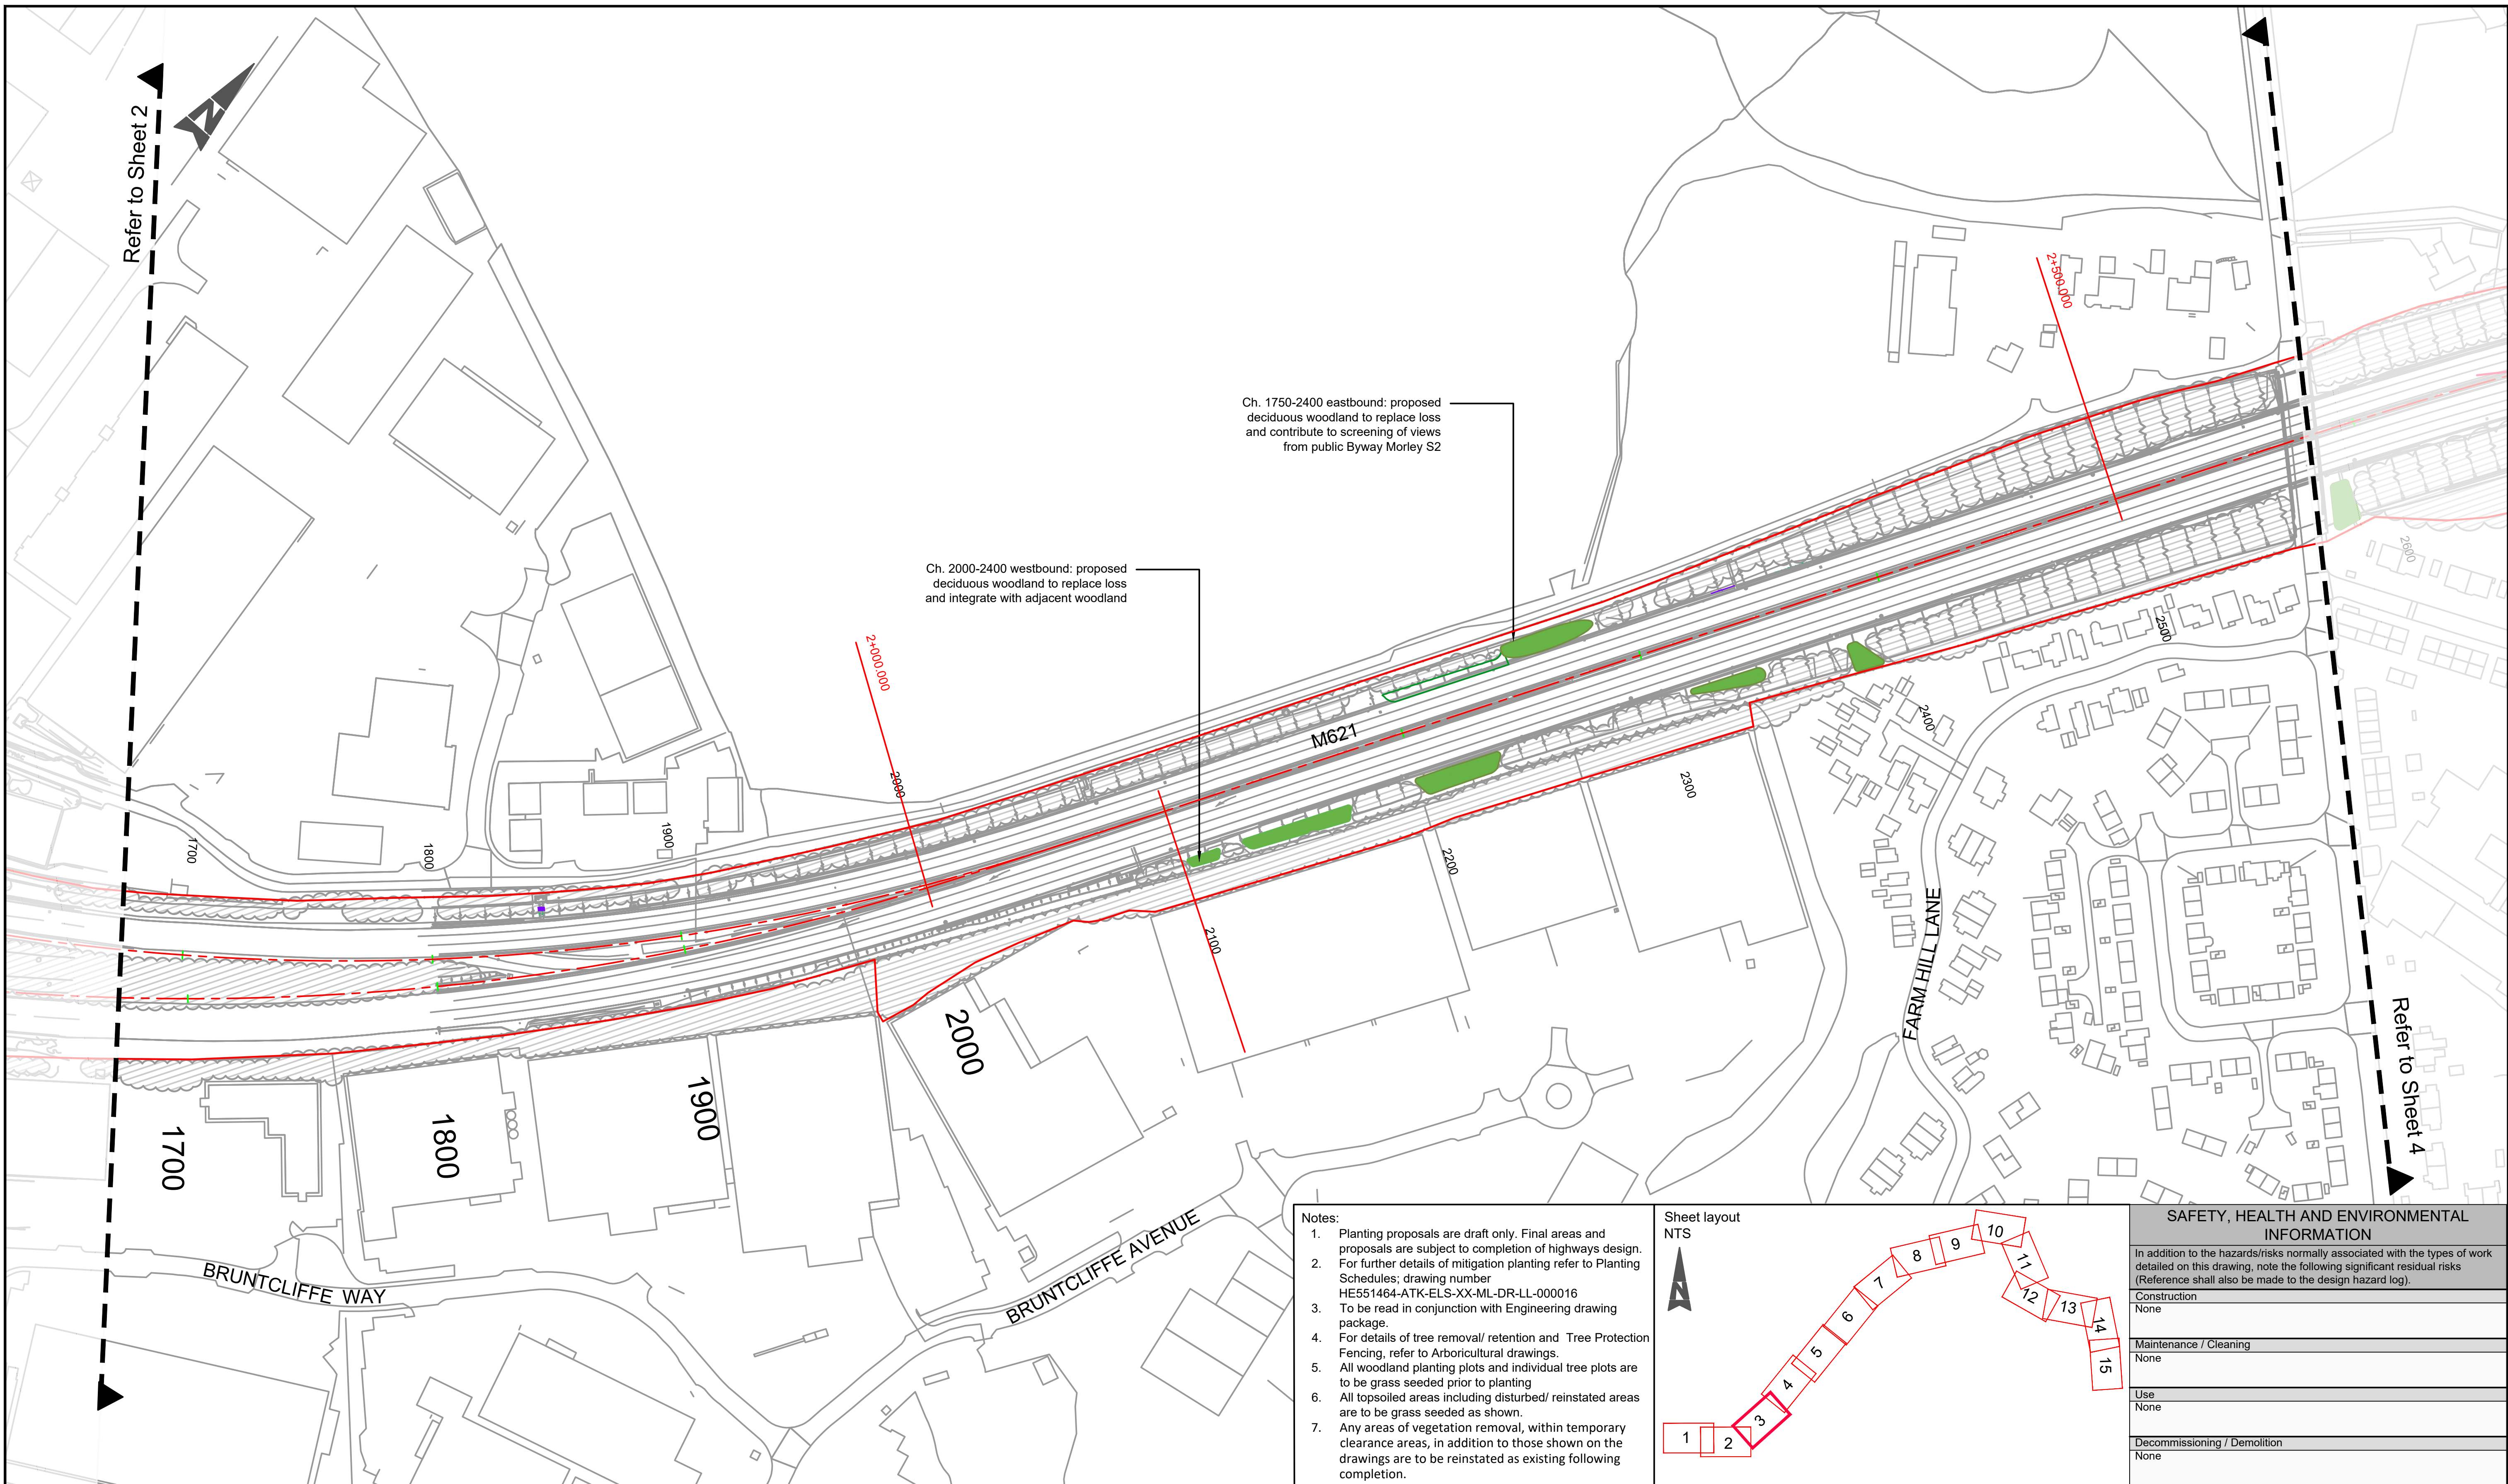 Refer to Sheet 2
N
Ch. 1750-2400 eastbound: proposed
deciduous woodland to replace loss
and contribute to screening of views
from public Byway Morley S2
Ch. 2000-2400 westbound: proposed
deciduous woodland to replace loss
and integrate with adjacent woodland
2+000.000
2+500.000
M621
1700
1800
1900
2000
2100
2200
2300
2400
2500
2600
1700
1800
1900
2000
FARM HILL LANE
BRUNTCLIFFE WAY
BRUNTCLIFFE AVENUE
Refer to Sheet 4
Notes:
1. Planting proposals are draft only. Final areas and
proposals are subject to completion of highways design.
2. For further details of mitigation planting refer to Planting
Schedules; drawing number
HE551464-ATK-ELS-XX-ML-DR-LL-000016
3. To be read in conjunction with Engineering drawing
package.
4. For details of tree removal/ retention and Tree Protection
Fencing, refer to Arboricultural drawings.
5. All woodland planting plots and individual tree plots are
to be grass seeded prior to planting
6. All topsoiled areas including disturbed/ reinstated areas
are to be grass seeded as shown.
7. Any areas of vegetation removal, within temporary
clearance areas, in addition to those shown on the
drawings are to be reinstated as existing following
completion.
Sheet layout
NTS
N
1
2
3
4
5
6
7
8
9
10
11
12
13
14
15
SAFETY, HEALTH AND ENVIRONMENTAL
INFORMATION
In addition to the hazards/risks normally associated with the types of work
detailed on this drawing, note the following significant residual risks
(Reference shall also be made to the design hazard log).
Construction
None
Maintenance / Cleaning
None
Use
None
Decommissioning / Demolition
None